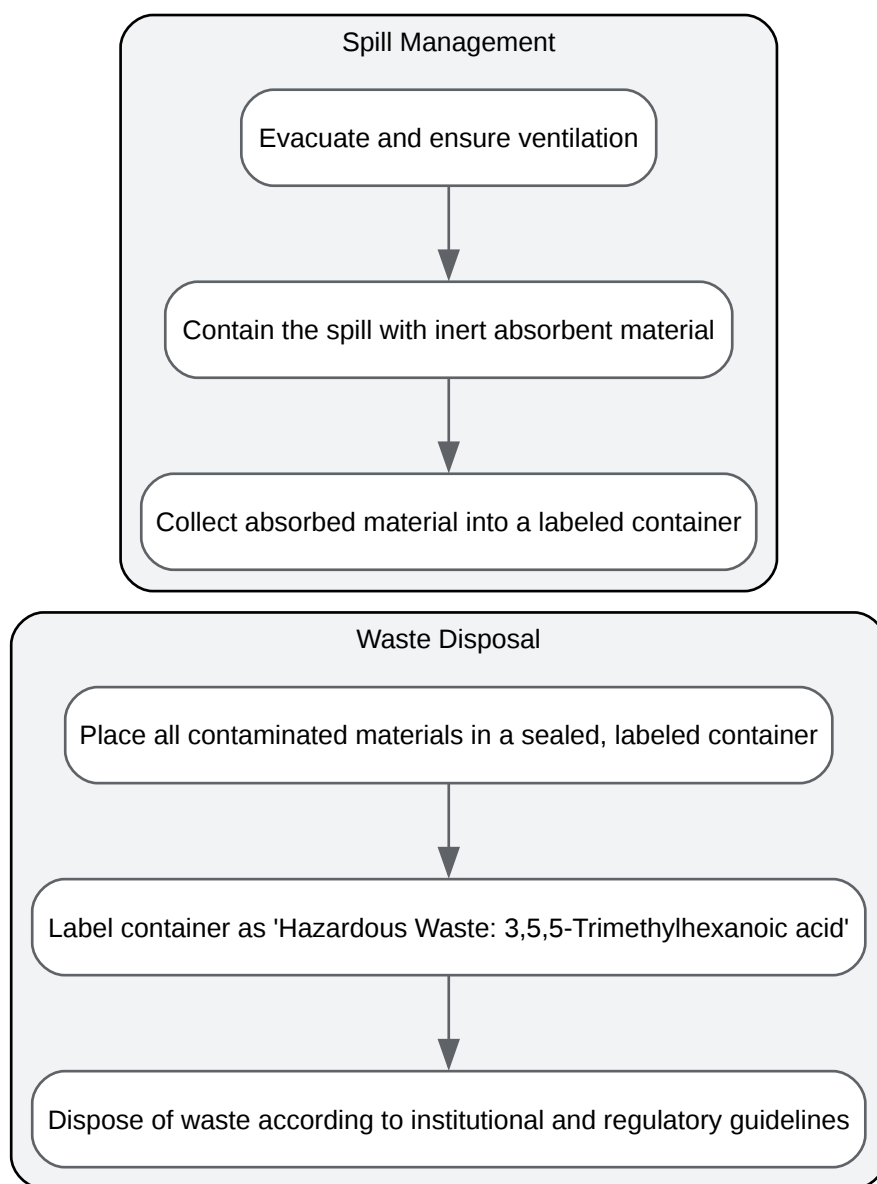 Spill Management
Evacuate and ensure ventilation
Contain the spill with inert absorbent material
Collect absorbed material into a labeled container
Waste Disposal
Place all contaminated materials in a sealed, labeled container
Label container as 'Hazardous Waste: 3,5,5-Trimethylhexanoic acid'
Dispose of waste according to institutional and regulatory guidelines